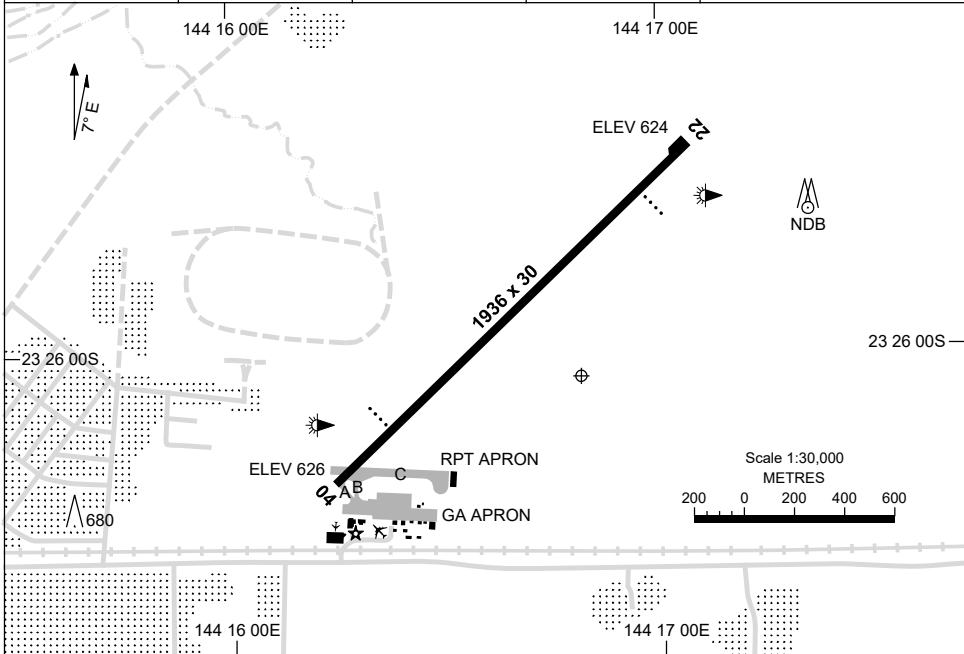 144 16 00E
144 17 00E
7° E
ELEV 624
22
NDB
1936 x 30
23 26 00S
23 26 00S
ELEV 626
RPT APRON
C
B
A
04
GA APRON
680
Scale 1:30,000
METRES
200 0 200 400 600
144 16 00E
144 17 00E